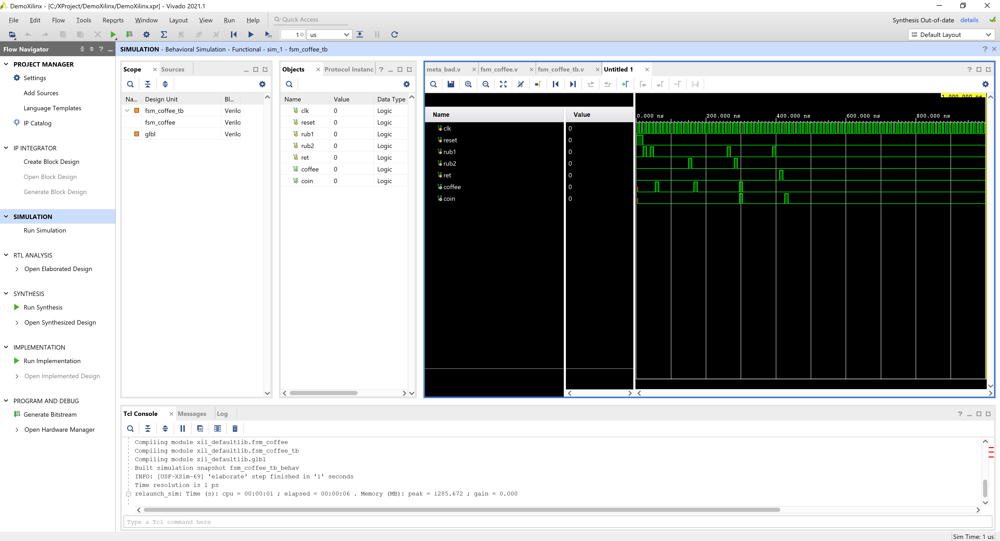 DemoXilinx - [C:/XProject/DemoXilinx/DemoXilinx.xpr] - Vivado 2021.1
File Edit Flow Tools Reports Window Layout View Run Help Quick Access
Synthesis Out-of-date details
1 us
Default Layout
Flow Navigator
PROJECT MANAGER
Settings
Add Sources
Language Templates
IP Catalog
IP INTEGRATOR
Create Block Design
Open Block Design
Generate Block Design
SIMULATION
Run Simulation
RTL ANALYSIS
Open Elaborated Design
SYNTHESIS
Run Synthesis
Open Synthesized Design
IMPLEMENTATION
Run Implementation
Open Implemented Design
PROGRAM AND DEBUG
Generate Bitstream
Open Hardware Manager
SIMULATION - Behavioral Simulation - Functional - sim_1 - fsm_coffee_tb
Scope Sources
Na... Design Unit Bl...
fsm_coffee_tb Verilo
fsm_coffee Verilo
glbl Verilo
Objects Protocol Instanc
Name Value Data Type
clk 0 Logic
reset 0 Logic
rub1 0 Logic
rub2 0 Logic
ret 0 Logic
coffee 0 Logic
coin 0 Logic
meta_bad.v fsm_coffee.v fsm_coffee_tb.v Untitled 1
1,000.000 ns
Name Value
0.000 ns 200.000 ns 400.000 ns 600.000 ns 800.000 ns
clk 0
reset 0
rub1 0
rub2 0
ret 0
coffee 0
coin 0
Tcl Console Messages Log
Compiling module xil_defaultlib.fsm_coffee
Compiling module xil_defaultlib.fsm_coffee_tb
Compiling module xil_defaultlib.glbl
Built simulation snapshot fsm_coffee_tb_behav
INFO: [USF-XSim-69] 'elaborate' step finished in '1' seconds
Time resolution is 1 ps
relaunch_sim: Time (s): cpu = 00:00:01 ; elapsed = 00:00:06 . Memory (MB): peak = 1285.672 ; gain = 0.000
Type a Tcl command here
Sim Time: 1 us